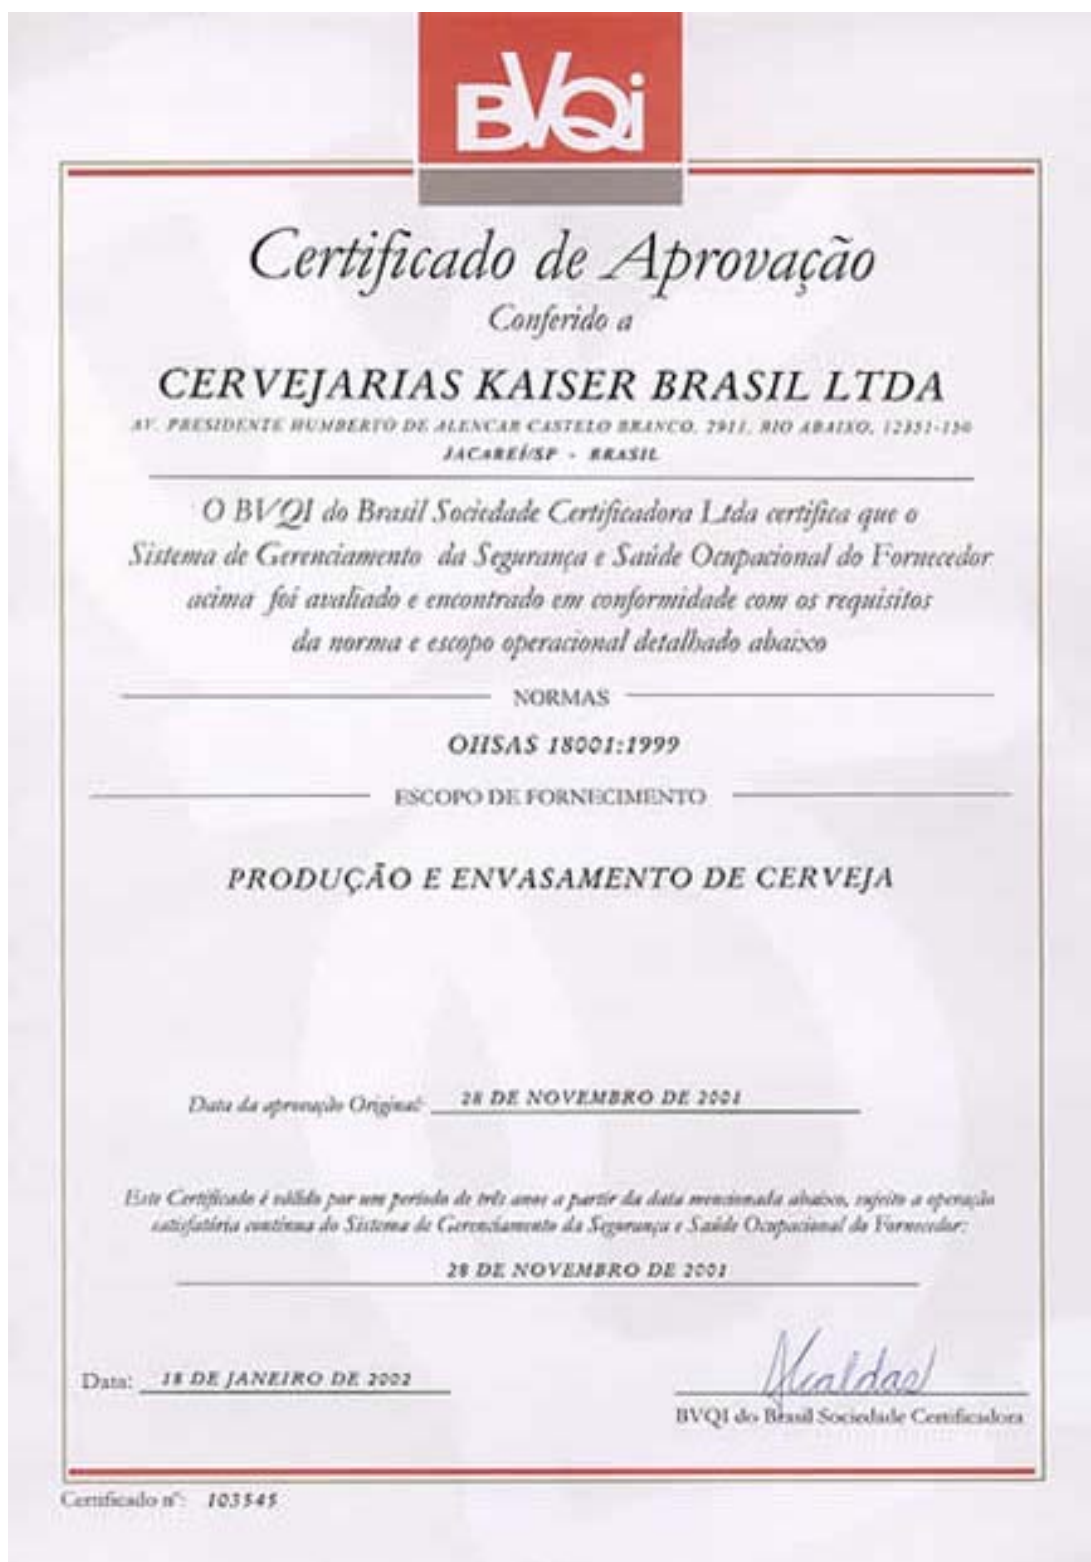 BVQi
Certificado de Aprovação
Conferido a
CERVEJARIAS KAISER BRASIL LTDA
AV. PRESIDENTE HUMBERTO DE ALENCAR CASTELO BRANCO, 2911, RIO ABAIXO, 12351-150
JACAREÍ/SP - BRASIL
O BVQI do Brasil Sociedade Certificadora Ltda certifica que o
Sistema de Gerenciamento da Segurança e Saúde Ocupacional do Fornecedor
acima foi avaliado e encontrado em conformidade com os requisitos
da norma e escopo operacional detalhado abaixo
NORMAS
OHSAS 18001:1999
ESCOPO DE FORNECIMENTO
PRODUÇÃO E ENVASAMENTO DE CERVEJA
Data da aprovação Original: 28 DE NOVEMBRO DE 2001
Este Certificado é válido por um período de três anos a partir da data mencionada abaixo, sujeito a operação
satisfatória contínua do Sistema de Gerenciamento da Segurança e Saúde Ocupacional do Fornecedor:
28 DE NOVEMBRO DE 2001
Data: 18 DE JANEIRO DE 2002
BVQI do Brasil Sociedade Certificadora
Certificado nº: 103545